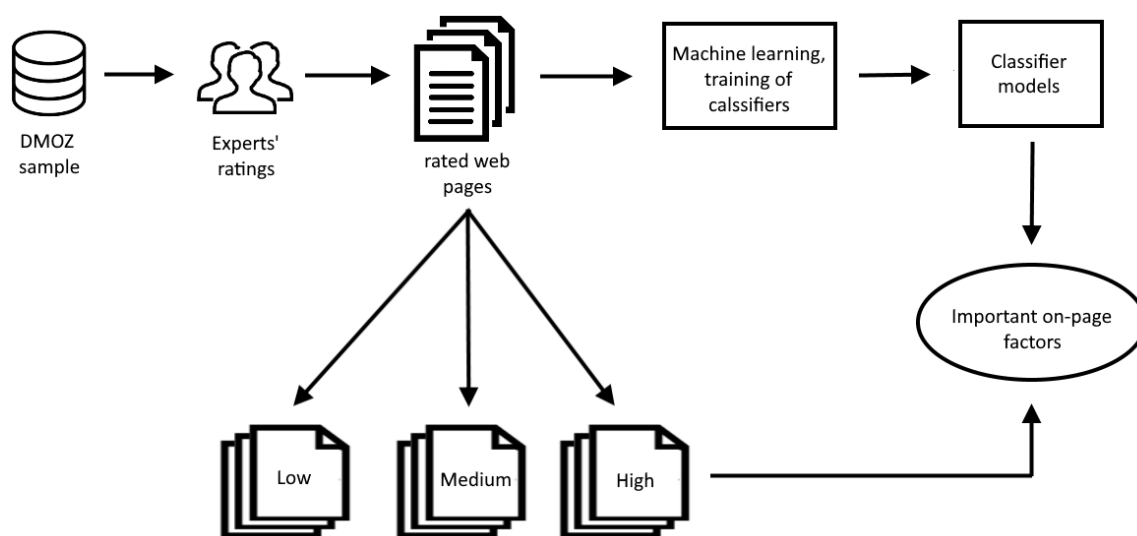 DMOZ
sample
Experts'
ratings
rated web
pages
Machine learning,
training of
calssifiers
Classifier
models
Important on-page
factors
Low
Medium
High